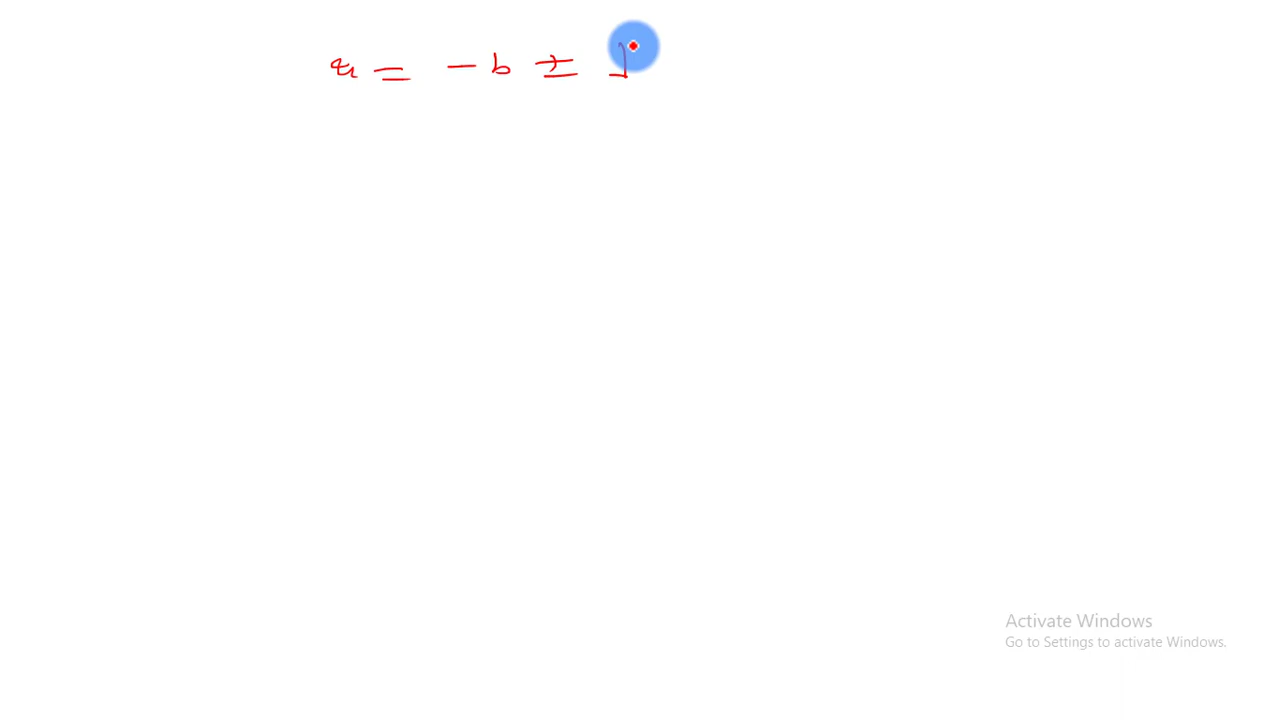 x = - b ±
Activate Windows
Go to Settings to activate Windows.